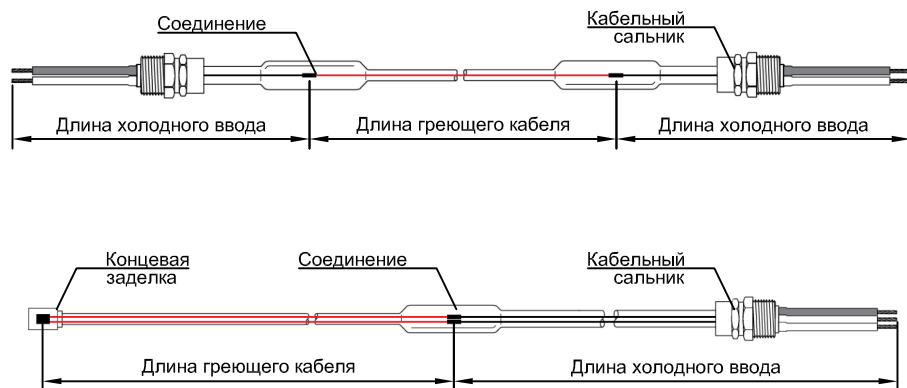 Соединение
Кабельный
сальник
Длина холодного ввода
Длина греющего кабеля
Длина холодного ввода
Концевая
заделка
Соединение
Кабельный
сальник
Длина греющего кабеля
Длина холодного ввода